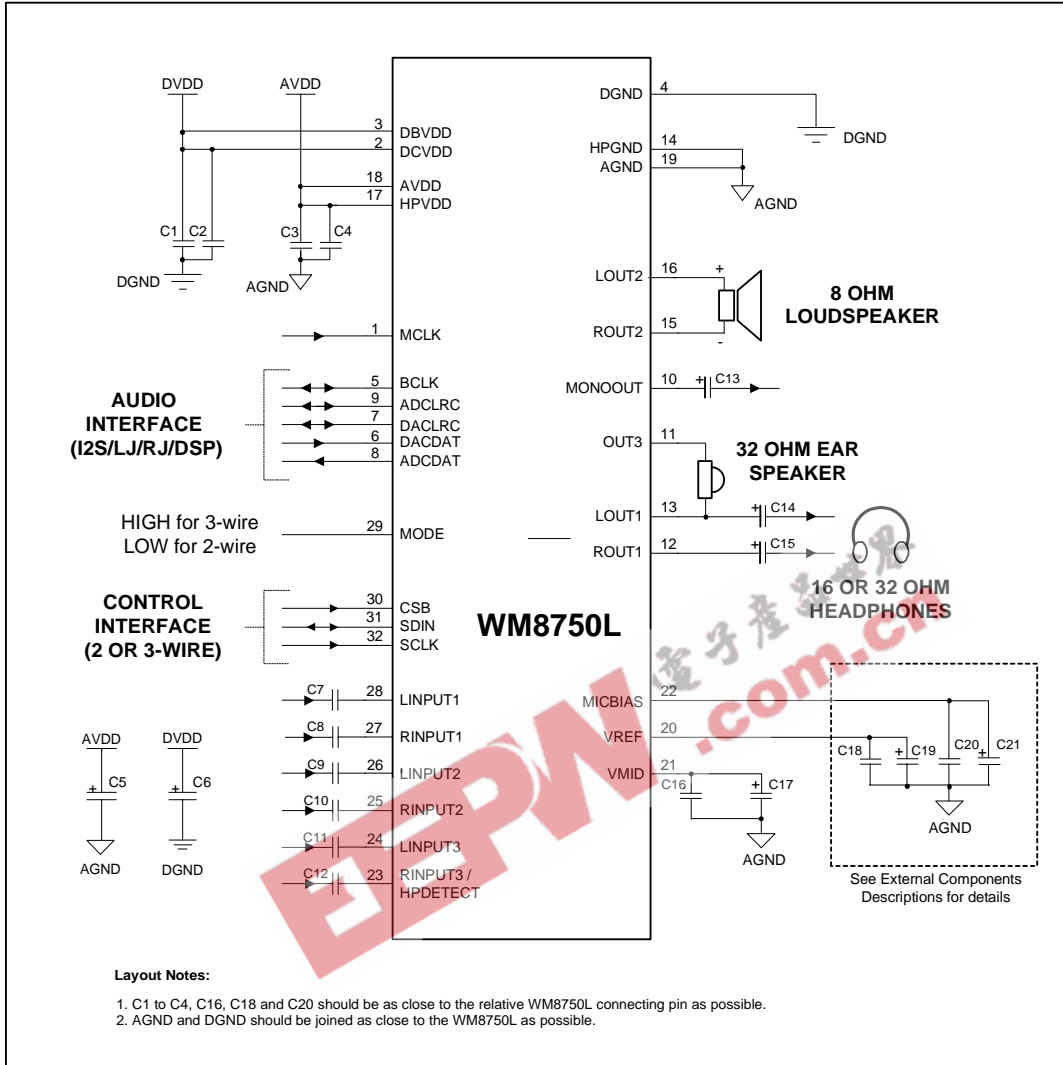 DVDD
AVDD
3
DBVDD
2
DCVDD
18
AVDD
17
HPVDD
C1
C2
C3
C4
DGND
AGND
DGND
4
DGND
HPGND
14
AGND
19
AGND
LOUT2
16
+
ROUT2
15
-
8 OHM
LOUDSPEAKER
1
MCLK
AUDIO
INTERFACE
(I2S/LJ/RJ/DSP)
5
BCLK
9
ADCLRC
7
DACLRC
6
DACDAT
8
ADCDAT
MONOOUT
10
+
C13
OUT3
11
32 OHM EAR
SPEAKER
LOUT1
13
+
C14
ROUT1
12
+
C15
16 OR 32 OHM
HEADPHONES
HIGH for 3-wire
LOW for 2-wire
29
MODE
CONTROL
INTERFACE
(2 OR 3-WIRE)
30
CSB
31
SDIN
32
SCLK
WM8750L
C7
28
LINPUT1
C8
27
RINPUT1
C9
26
LINPUT2
C10
25
RINPUT2
C11
24
LINPUT3
C12
23
RINPUT3 /
HPDETECT
AVDD
+
C5
AGND
DVDD
+
C6
DGND
MICBIAS
22
VREF
20
VMID
21
C16
+
C17
AGND
C18
+
C19
C20
+
C21
AGND
See External Components
Descriptions for details
EEPW
電子產品世界
.com.cn
Layout Notes:
1. C1 to C4, C16, C18 and C20 should be as close to the relative WM8750L connecting pin as possible.
2. AGND and DGND should be joined as close to the WM8750L as possible.